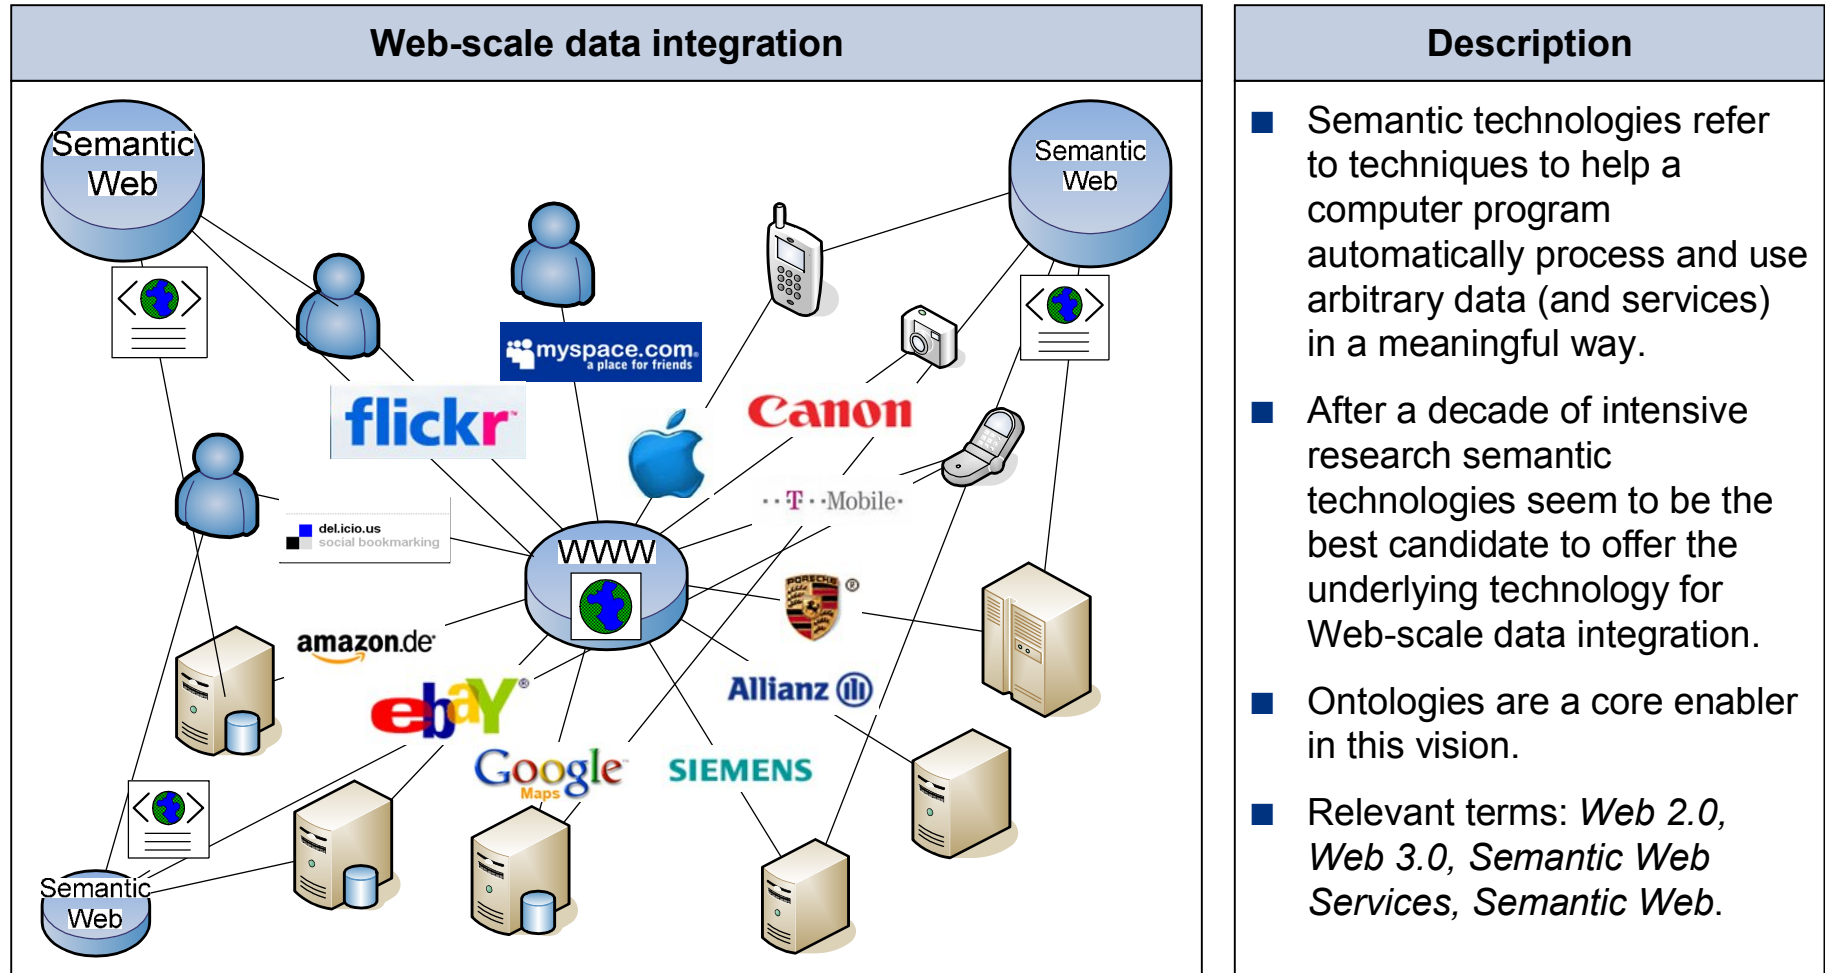 Web-scale data integration
Semantic
Web
Semantic
Web
myspace.com.
a place for friends
flickr™
Canon
T Mobile
del.icio.us
social bookmarking
WWW
PORSCHE ®
amazon.de
ebaY®
Allianz
Google™
Maps
SIEMENS
Semantic
Web
Description
■ Semantic technologies refer
to techniques to help a
computer program
automatically process and use
arbitrary data (and services)
in a meaningful way.
■ After a decade of intensive
research semantic
technologies seem to be the
best candidate to offer the
underlying technology for
Web-scale data integration.
■ Ontologies are a core enabler
in this vision.
■ Relevant terms: Web 2.0,
Web 3.0, Semantic Web
Services, Semantic Web.